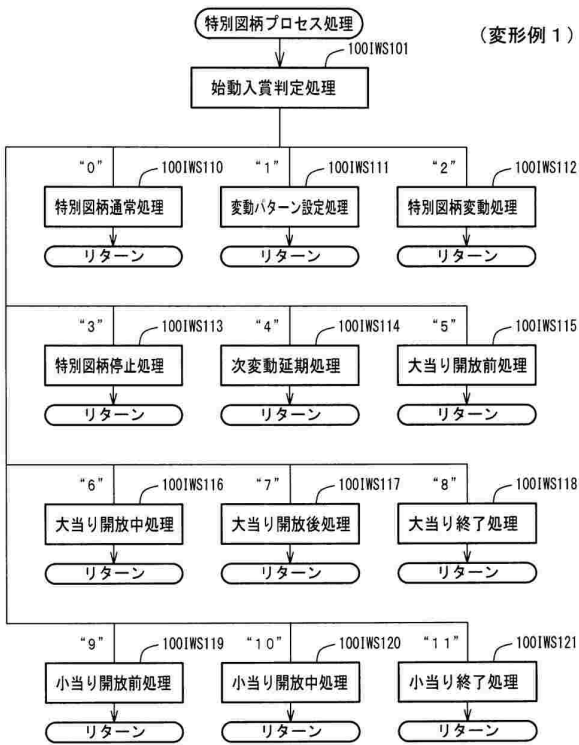 特別図柄プロセス処理
(変形例1)
100IWS101
始動入賞判定処理
“0”
100IWS110
“1”
100IWS111
“2”
100IWS112
特別図柄通常処理
変動パターン設定処理
特別図柄変動処理
リターン
リターン
リターン
“3”
100IWS113
“4”
100IWS114
“5”
100IWS115
特別図柄停止処理
次変動延期処理
大当り開放前処理
リターン
リターン
リターン
“6”
100IWS116
“7”
100IWS117
“8”
100IWS118
大当り開放中処理
大当り開放後処理
大当り終了処理
リターン
リターン
リターン
“9”
100IWS119
“10”
100IWS120
“11”
100IWS121
小当り開放前処理
小当り開放中処理
小当り終了処理
リターン
リターン
リターン